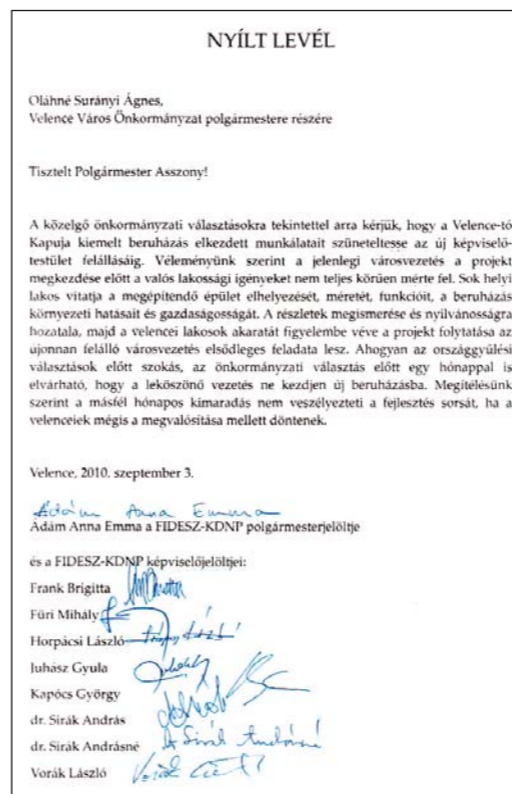 NYÍLT LEVÉL
Oláhné Surányi Ágnes,
Velence Város Önkormányzat polgármestere részére
Tisztelt Polgármester Asszony!
A közelgő önkormányzati választásokra tekintettel arra kérjük, hogy a Velence-tó
Kapuja kiemelt beruházás elkezdett munkálatait szüneteltesse az új képviselő-
testület felállásáig. Véleményünk szerint a jelenlegi városvezetés a projekt
megkezdése előtt a valós lakossági igényeket nem teljes körűen mérte fel. Sok helyi
lakos vitatja a megépítendő épület elhelyezését, méretét, funkcióit, a beruházás
környezeti hatásait és gazdaságosságát. A részletek megismerése és nyilvánosságra
hozatala, majd a velencei lakosok akaratát figyelembe véve a projekt folytatása az
újonnan felálló városvezetés elsődleges feladata lesz. Ahogyan az országgyűlési
választások előtt szokás, az önkormányzati választás előtt egy hónappal is
elvárható, hogy a leköszönő vezetés ne kezdjen új beruházásba. Megítélésünk
szerint a másfél hónapos kimaradás nem veszélyezteti a fejlesztés sorsát, ha a
velenceiek mégis a megvalósítása mellett döntenek.
Velence, 2010. szeptember 3.
Ádám Anna Emma
Ádám Anna Emma a FIDESZ-KDNP polgármesterjelöltje
és a FIDESZ-KDNP képviselőjelöltjei:
Frank Brigitta
Füri Mihály
Horpácsi László
Juhász Gyula
Kapócs György
dr. Sirák András
dr. Sirák Andrásné
Vorák László